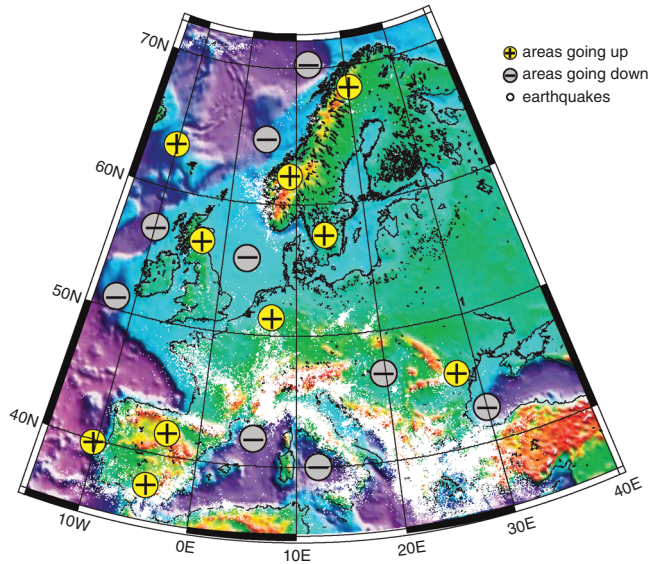 70N
areas going up
areas going down
earthquakes
60N
50N
40N
10W
0E
10E
20E
30E
40E